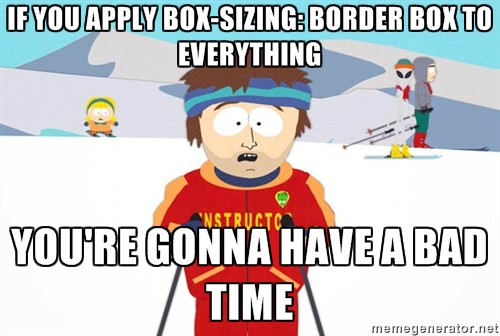 IF YOU APPLY BOX-SIZING: BORDER BOX TO
EVERYTHING
INSTRUCTO
YOU'RE GONNA HAVE A BAD
TIME
memegenerator.net